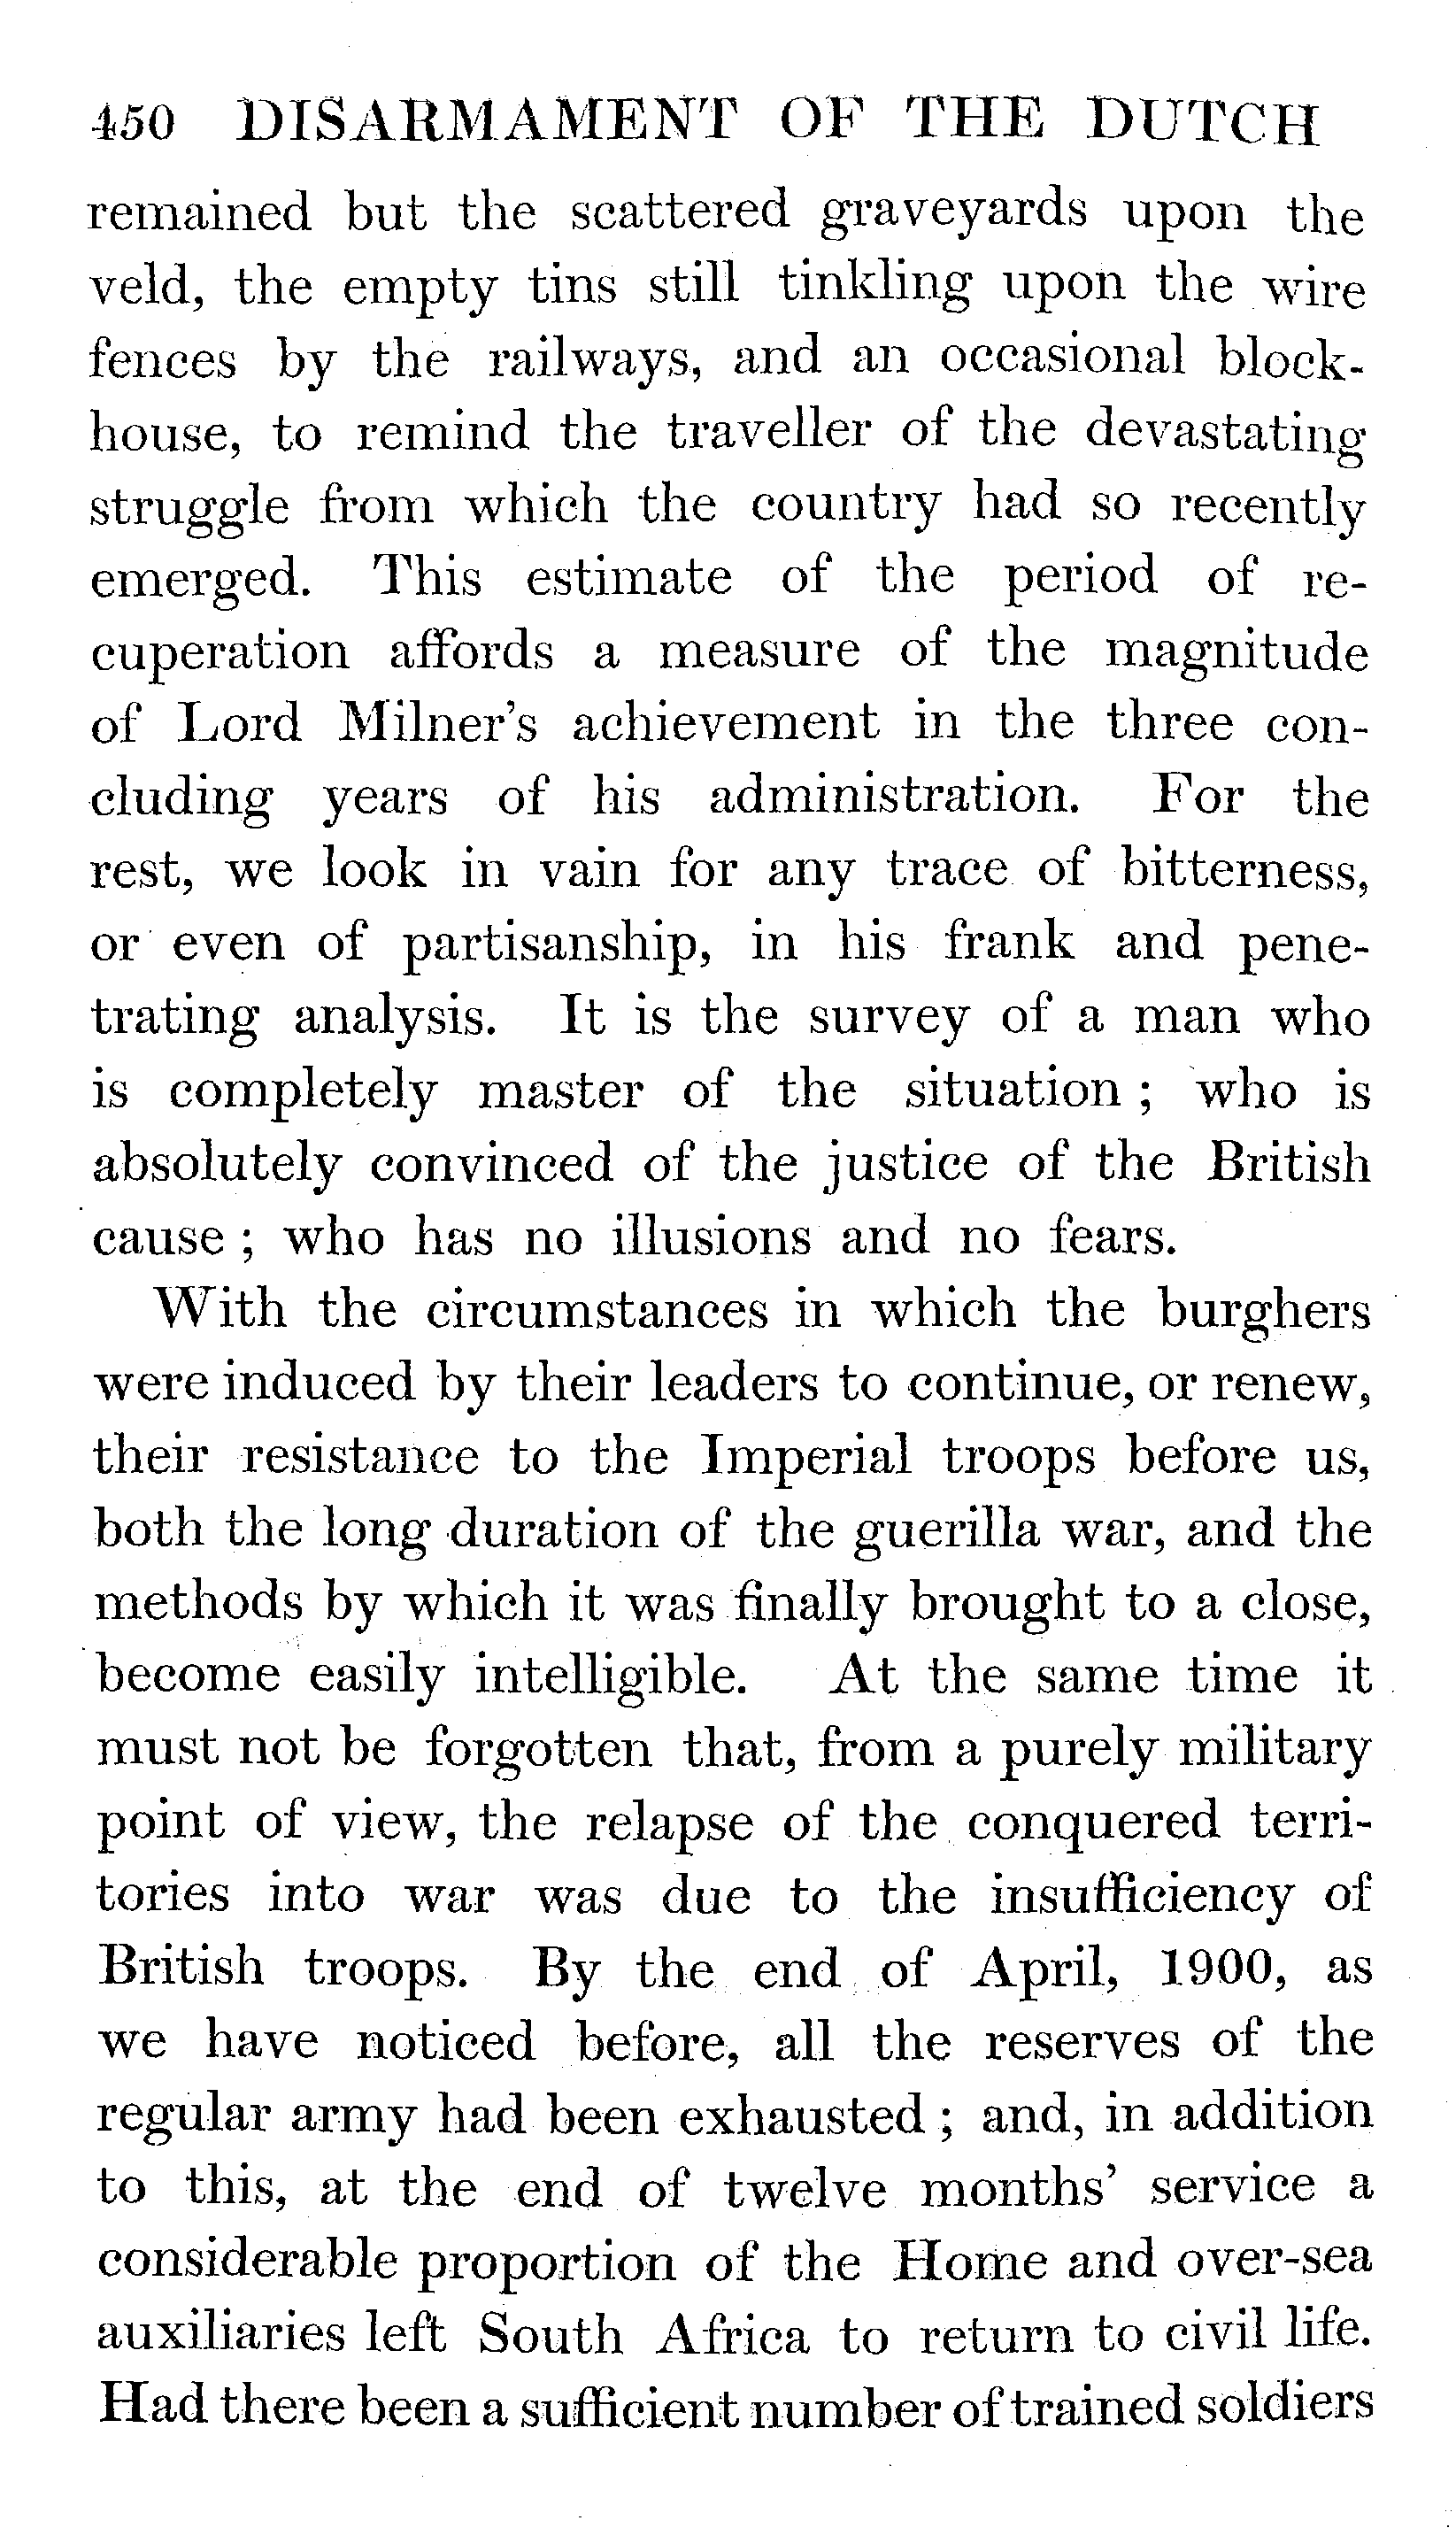 450 DISARMAMENT OF THE DUTCH
remained but the scattered graveyards upon the
veld, the empty tins still tinkling upon the wire
fences by the railways, and an occasional block-
house, to remind the traveller of the devastating
struggle from which the country had so recently
emerged. This estimate of the period of re-
cuperation affords a measure of the magnitude
of Lord Milner's achievement in the three con-
cluding years of his administration. For the
rest, we look in vain for any trace of bitterness,
or even of partisanship, in his frank and pene-
trating analysis. It is the survey of a man who
is completely master of the situation ; who is
absolutely convinced of the justice of the British
cause ; who has no illusions and no fears.
With the circumstances in which the burghers
were induced by their leaders to continue, or renew,
their resistance to the Imperial troops before us,
both the long duration of the guerilla war, and the
methods by which it was finally brought to a close,
become easily intelligible. At the same time it
must not be forgotten that, from a purely military
point of view, the relapse of the conquered terri-
tories into war was due to the insufficiency of
British troops. By the end of April, 1900, as
we have noticed before, all the reserves of the
regular army had been exhausted ; and, in addition
to this, at the end of twelve months' service a
considerable proportion of the Home and over-sea
auxiliaries left South Africa to return to civil life.
Had there been a sufficient number of trained soldiers